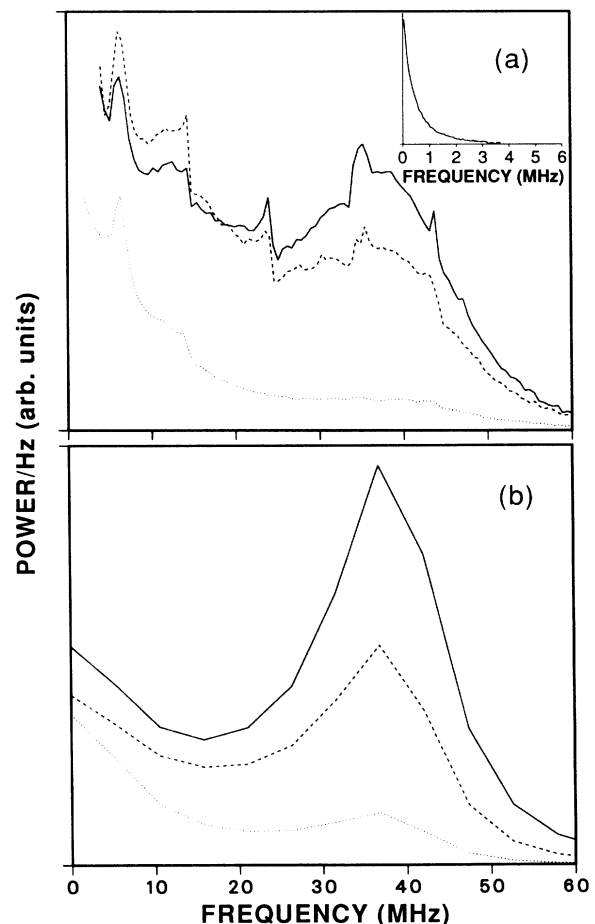 (a)
0 1 2 3 4 5 6
FREQUENCY (MHz)
POWER/Hz (arb. units)
(b)
0 10 20 30 40 50 60
FREQUENCY (MHz)